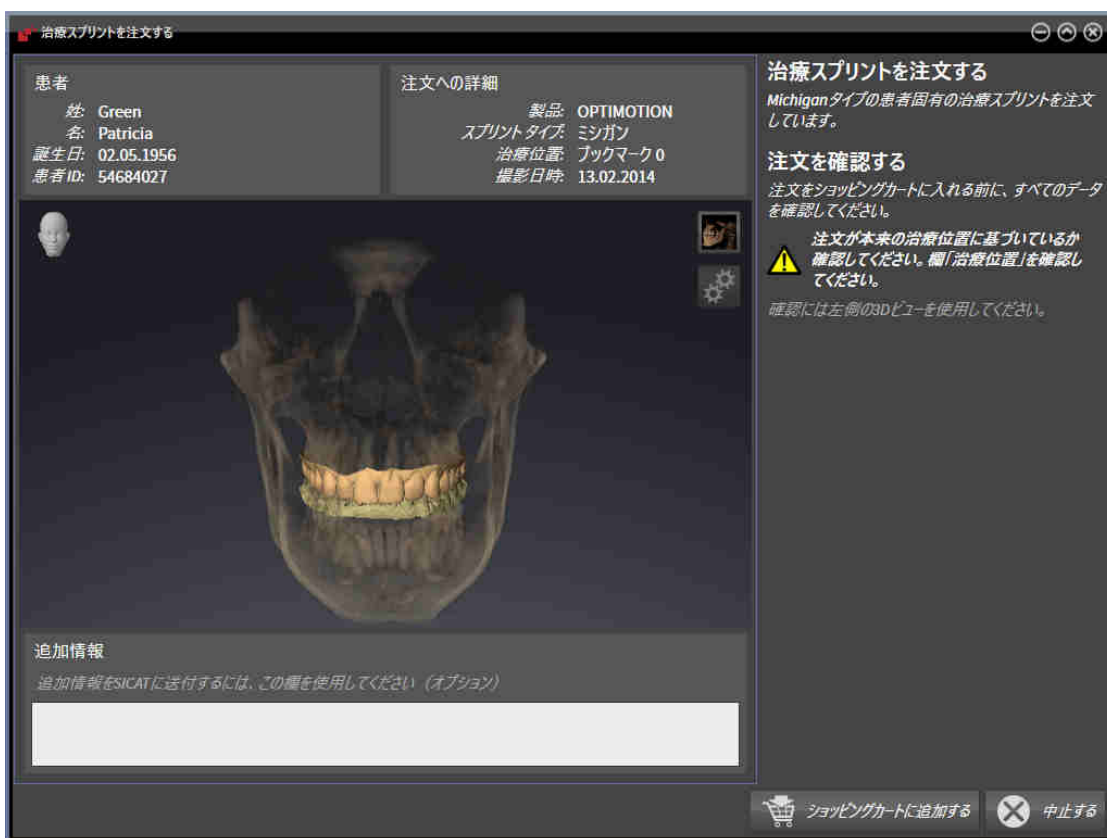 治療スプリントを注文する
患者
姓: Green
名: Patricia
誕生日: 02.05.1956
患者ID: 54684027
注文への詳細
製品: OPTIMOTION
スプリントタイプ: ミシガン
治療位置: ブックマーク 0
撮影日時: 13.02.2014
追加情報
追加情報をSICATに送付するには、この欄を使用してください（オプション）
治療スプリントを注文する
Michiganタイプの患者固有の治療スプリントを注文
しています。
注文を確認する
注文をショッピングカートに入れる前に、すべてのデータ
を確認してください。
注文が本来の治療位置に基づいているか
確認してください。欄「治療位置」を確認し
てください。
確認には左側の3Dビューを使用してください。
ショッピングカートに追加する
中止する